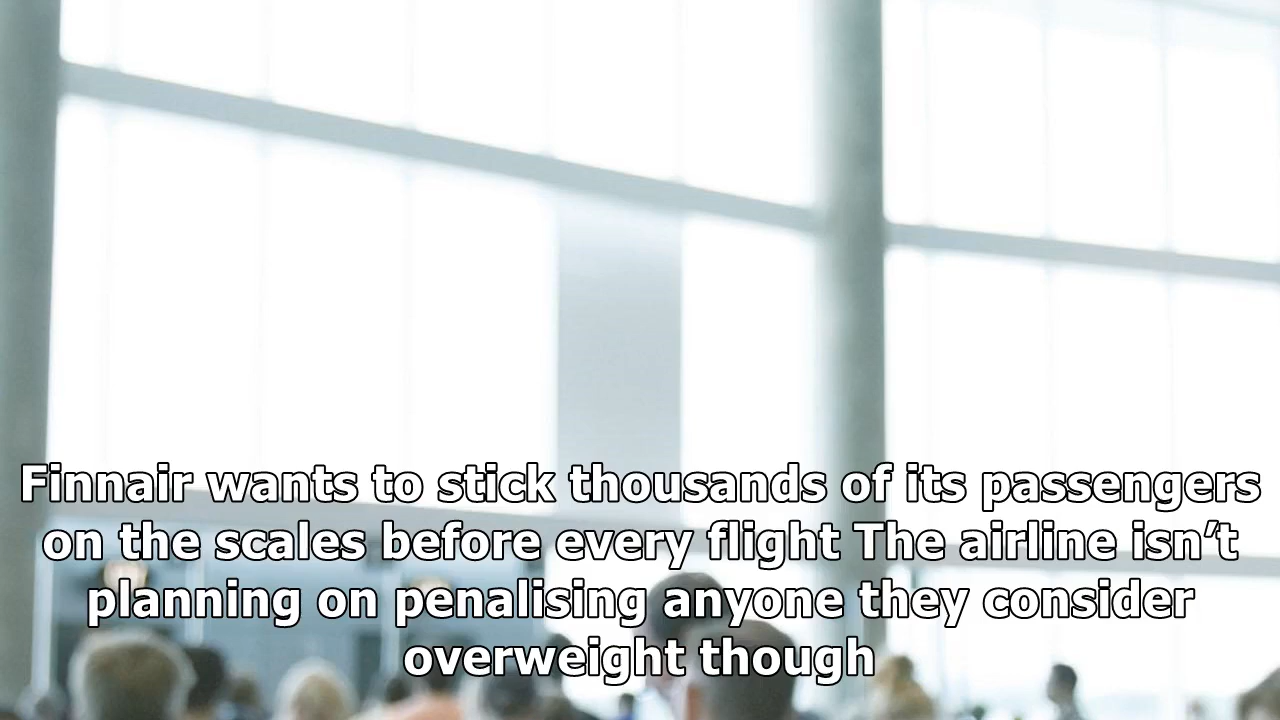 Finnair wants to stick thousands of its passengers
on the scales before every flight The airline isn’t
planning on penalising anyone they consider
overweight though